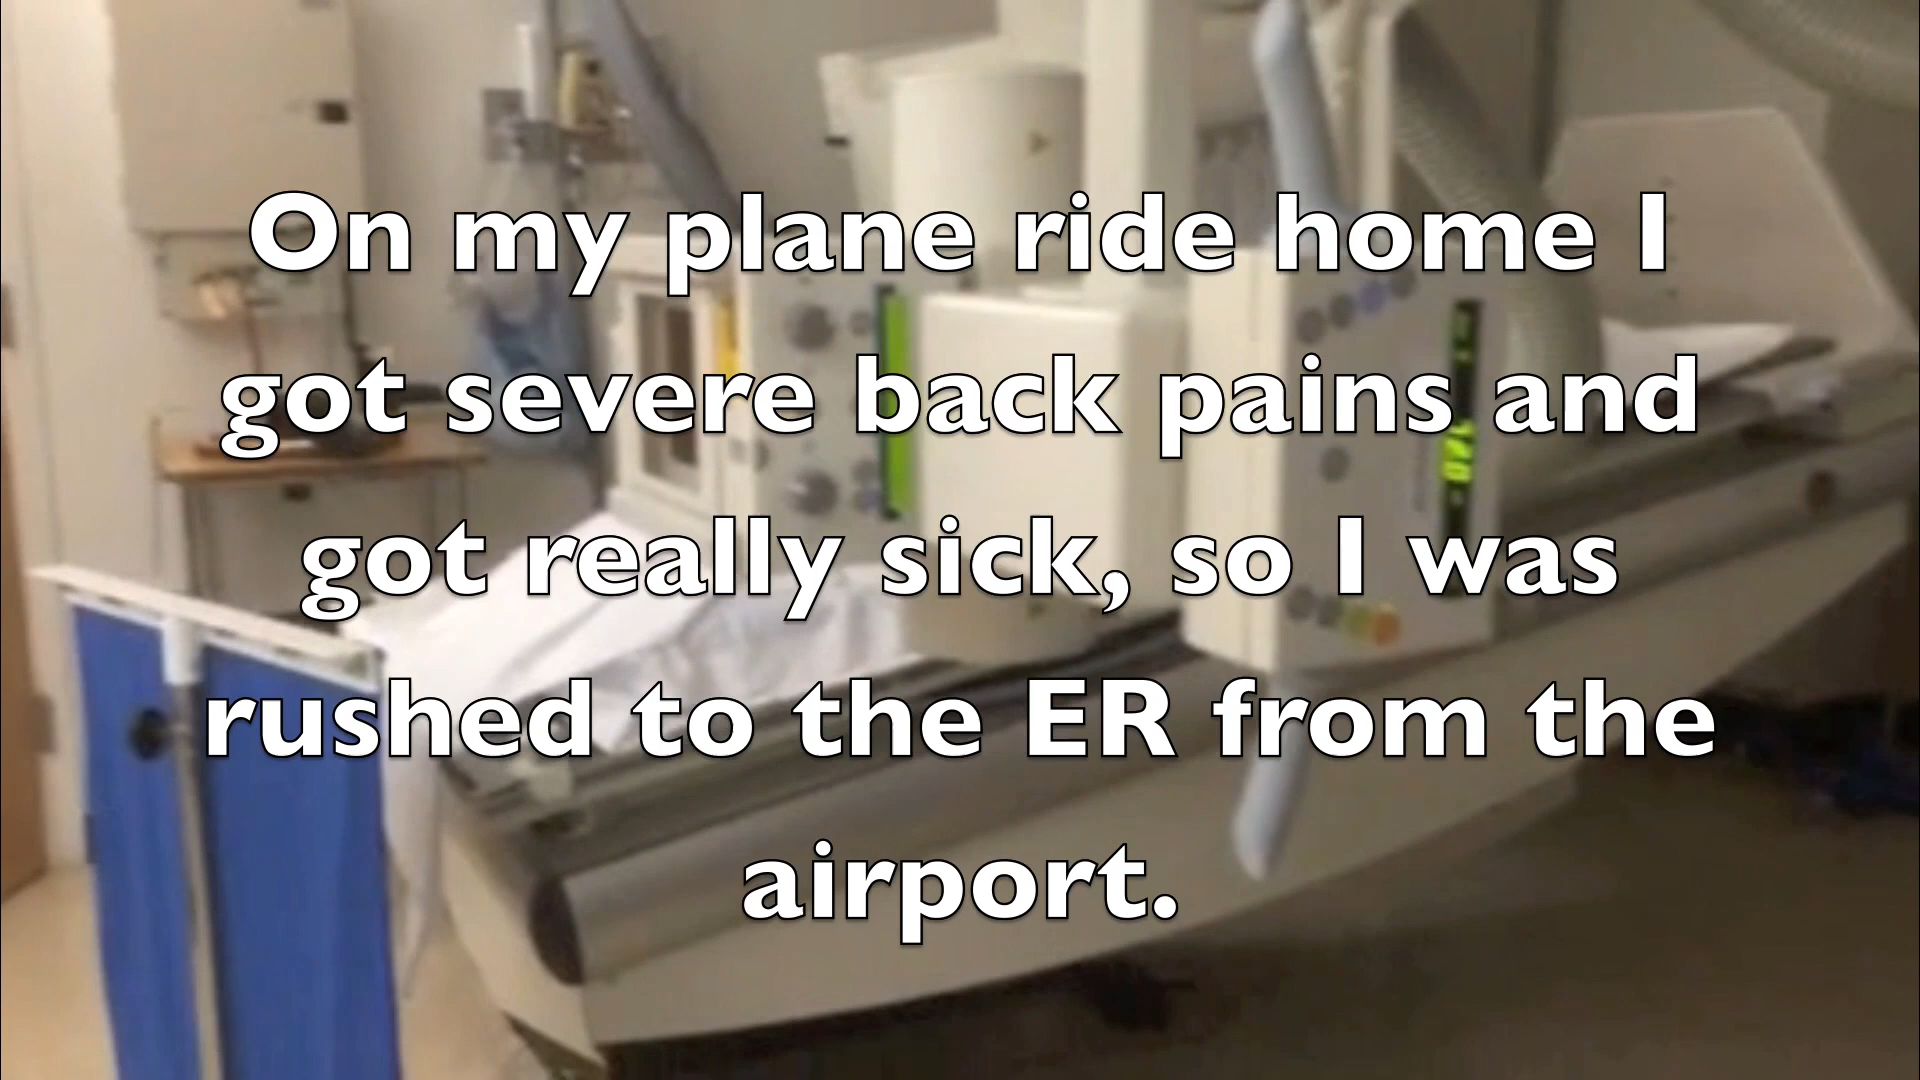 On my plane ride home I
got severe back pains and
got really sick, so I was
rushed to the ER from the
airport.